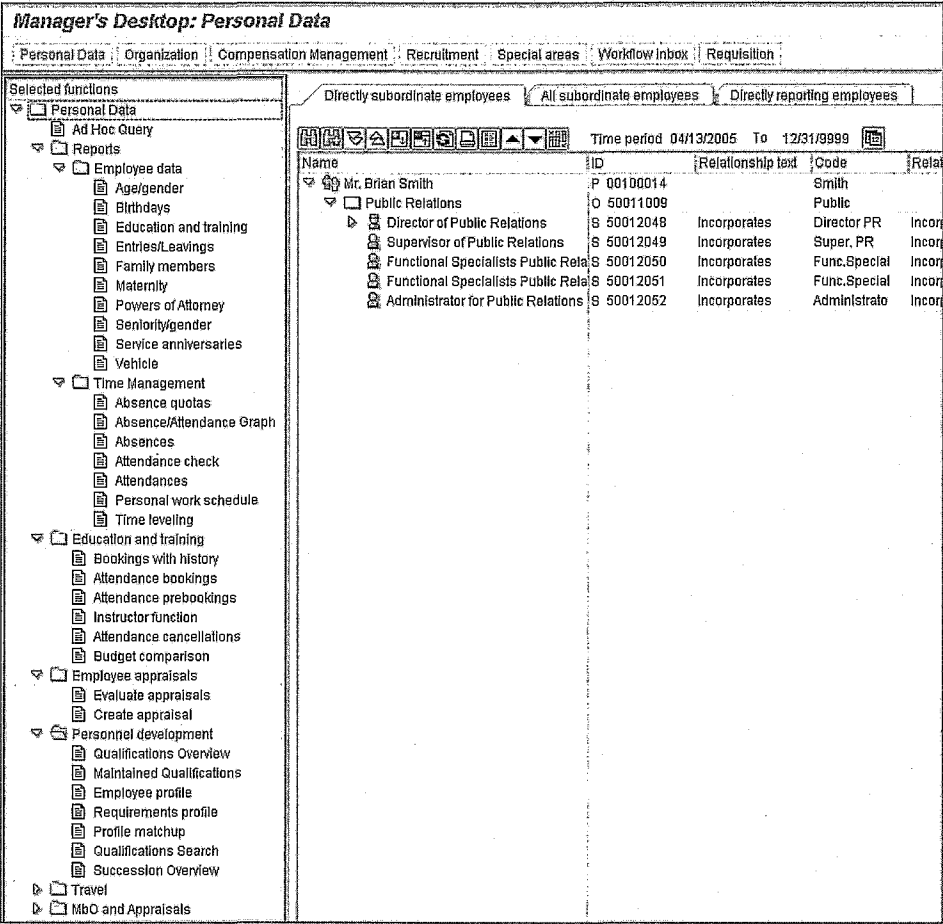 Manager's Desktop: Personal Data
Personal Data Organization Compensation Management Recruitment Special areas Workflow Inbox Requisition
Selected functions
Personal Data
Ad Hoc Query
Reports
Employee data
Age/gender
Birthdays
Education and training
Entries/Leavings
Family members
Maternity
Powers of Attorney
Seniority/gender
Service anniversaries
Vehicle
Time Management
Absence quotas
Absence/Attendance Graph
Absences
Attendance check
Attendances
Personal work schedule
Time leveling
Education and training
Bookings with history
Attendance bookings
Attendance prebookings
Instructor function
Attendance cancellations
Budget comparison
Employee appraisals
Evaluate appraisals
Create appraisal
Personnel development
Qualifications Overview
Maintained Qualifications
Employee profile
Requirements profile
Profile matchup
Qualifications Search
Succession Overview
Travel
MbO and Appraisals
Directly subordinate employees All subordinate employees Directly reporting employees
Time period 04/13/2005 To 12/31/9999
Name ID Relationship text Code Relat
Mr. Brian Smith P 00100014 Smith
Public Relations O 50011009 Public
Director of Public Relations S 50012048 Incorporates Director PR Incorp
Supervisor of Public Relations S 50012049 Incorporates Super. PR Incorp
Functional Specialists Public Rela S 50012050 Incorporates Func.Special Incorp
Functional Specialists Public Rela S 50012051 Incorporates Func.Special Incorp
Administrator for Public Relations S 50012052 Incorporates Administrato Incorp